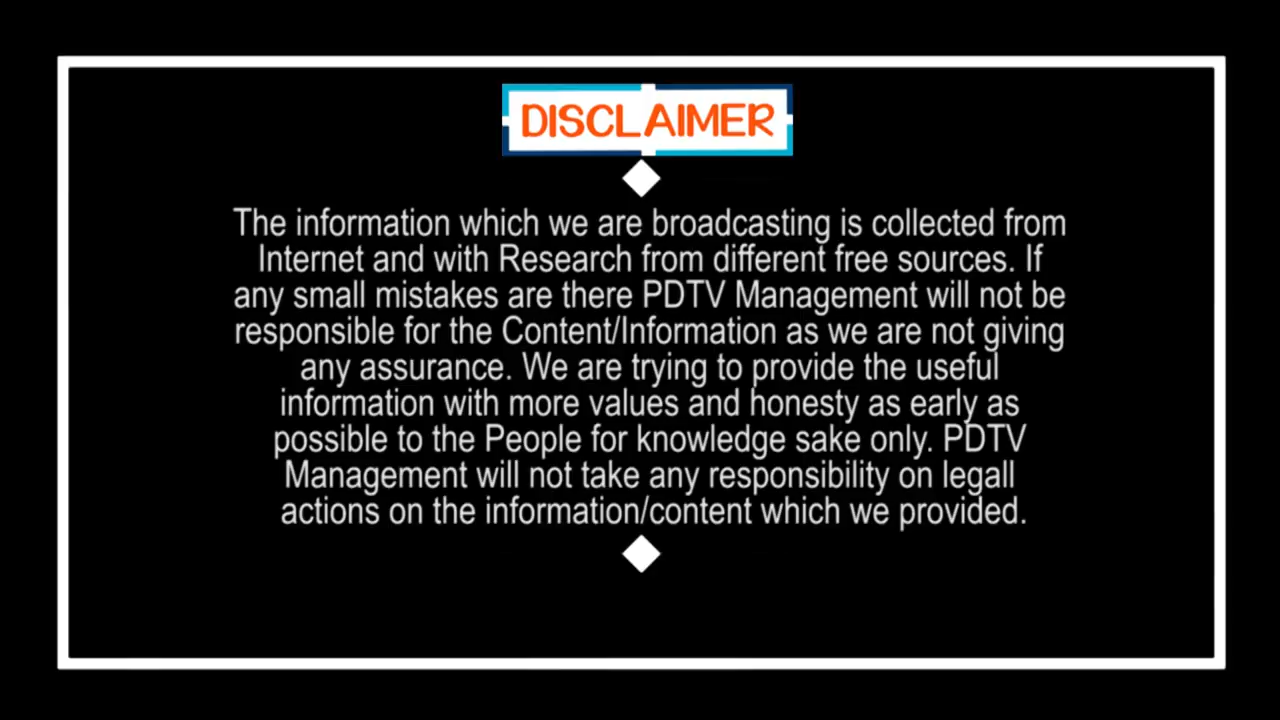 DISCLAIMER
The information which we are broadcasting is collected from
Internet and with Research from different free sources. If
any small mistakes are there PDTV Management will not be
responsible for the Content/Information as we are not giving
any assurance. We are trying to provide the useful
information with more values and honesty as early as
possible to the People for knowledge sake only. PDTV
Management will not take any responsibility on legall
actions on the information/content which we provided.